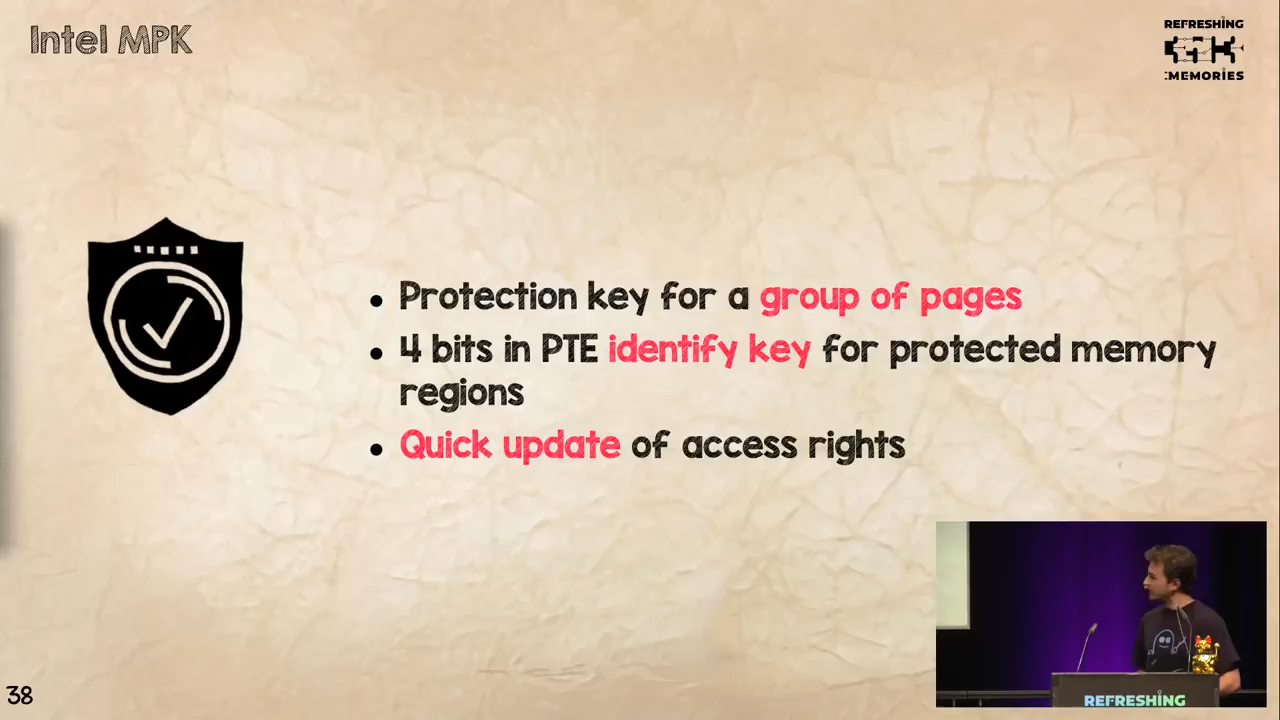 Intel MPK
REFRESHING
:MEMORIES
• Protection key for a group of pages
• 4 bits in PTE identify key for protected memory
regions
• Quick update of access rights
38
REFRESHING